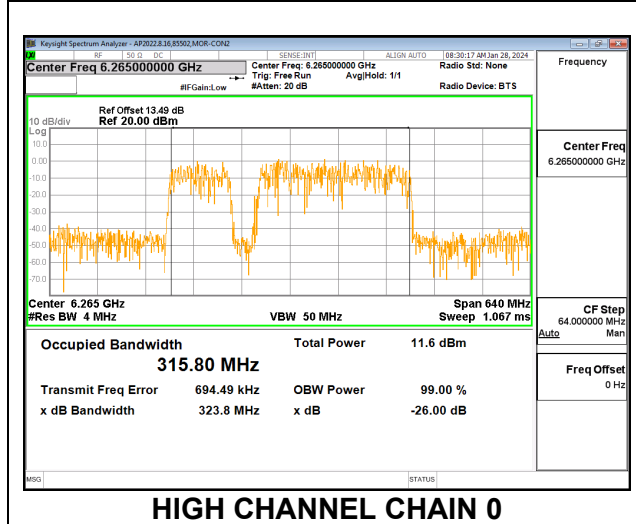 Keysight Spectrum Analyzer - AP2022.8.16,85502,MOR-CON2
RF 50 Ω DC SENSE:INT ALIGN AUTO 08:30:17 AM Jan 28, 2024
Center Freq 6.265000000 GHz Center Freq: 6.265000000 GHz Radio Std: None
Trig: Free Run Avg|Hold: 1/1
#IFGain:Low #Atten: 20 dB Radio Device: BTS
Frequency
Ref Offset 13.49 dB
10 dB/div Ref 20.00 dBm
Log
10.0
0.00
-10.0
-20.0
-30.0
-40.0
-50.0
-60.0
-70.0
Center Freq
6.265000000 GHz
Center 6.265 GHz Span 640 MHz
#Res BW 4 MHz VBW 50 MHz Sweep 1.067 ms
CF Step
64.000000 MHz
Auto Man
Occupied Bandwidth Total Power 11.6 dBm
315.80 MHz
Freq Offset
0 Hz
Transmit Freq Error 694.49 kHz OBW Power 99.00 %
x dB Bandwidth 323.8 MHz x dB -26.00 dB
MSG STATUS
HIGH CHANNEL CHAIN 0